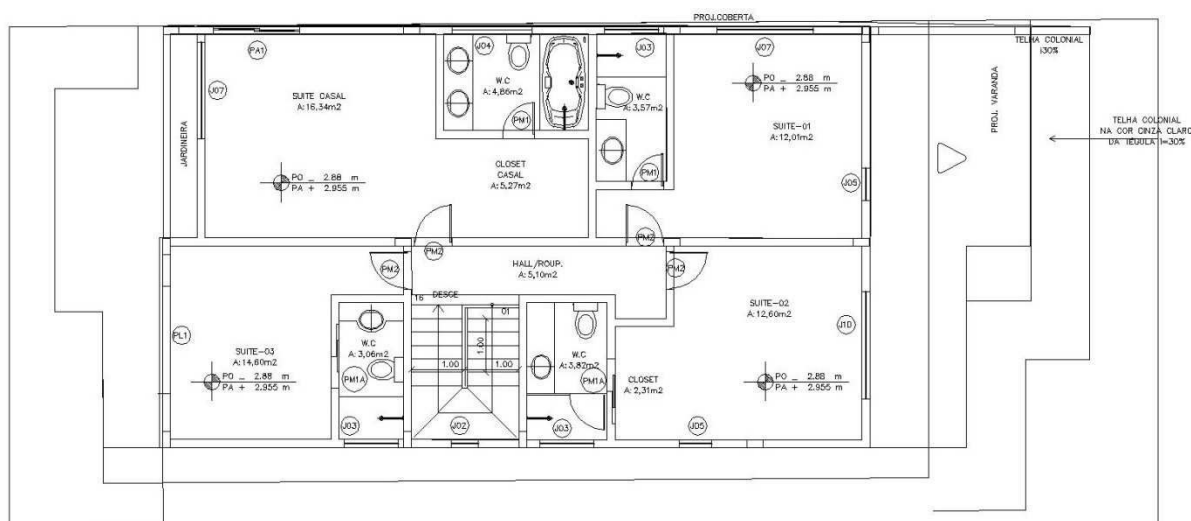 PROJ.COBERTA
TELHA COLONIAL
i30%
PA1
J04
J03
J07
J07
W.C
A: 4,86m2
W.C
A: 3,57m2
PO _ 2.88 m
PA + 2.955 m
SUITE CASAL
A: 16,34m2
PM1
SUITE-01
A: 12,01m2
PROJ. VARANDA
TELHA COLONIAL
NA COR CINZA CLARO
DA TEGULA I=30%
JARDINEIRA
CLOSET
CASAL
A: 5,27m2
PM1
PO _ 2.88 m
PA + 2.955 m
J05
PM2
PM2
HALL/ROUP.
A: 5,10m2
PM2
PM2
16
DESCE
01
SUITE-02
A: 12,60m2
PL1
J10
SUITE-03
A: 14,60m2
W.C
A: 3,06m2
1.00
1.00
1.00
W.C
A: 3,82m2
PO _ 2.88 m
PA + 2.955 m
PM1A
PM1A
CLOSET
A: 2,31m2
PO _ 2.88 m
PA + 2.955 m
J03
J02
J03
J05